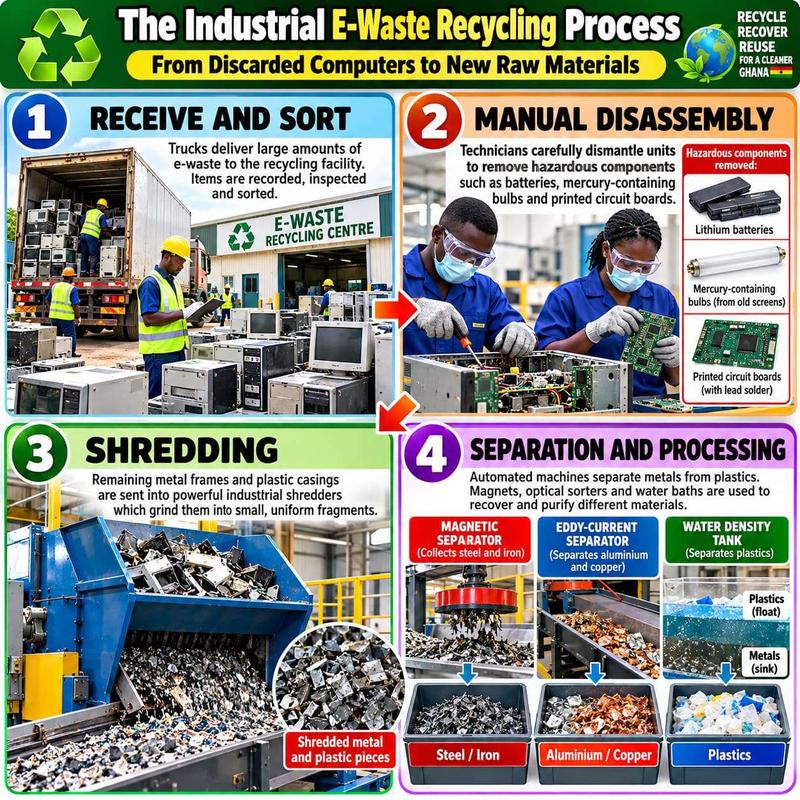 The Industrial E-Waste Recycling Process
From Discarded Computers to New Raw Materials
RECYCLE
RECOVER
REUSE
FOR A CLEANER
GHANA
1
RECEIVE AND SORT
Trucks deliver large amounts of
e-waste to the recycling facility.
Items are recorded, inspected
and sorted.
E-WASTE
RECYCLING CENTRE
2
MANUAL DISASSEMBLY
Technicians carefully dismantle units
to remove hazardous components
such as batteries, mercury-containing
bulbs and printed circuit boards.
Hazardous components
removed:
Lithium batteries
Mercury-containing
bulbs (from old screens)
Printed circuit boards
(with lead solder)
3
SHREDDING
Remaining metal frames and plastic casings
are sent into powerful industrial shredders
which grind them into small, uniform fragments.
Shredded metal
and plastic pieces
4
SEPARATION AND PROCESSING
Automated machines separate metals from plastics.
Magnets, optical sorters and water baths are used to
recover and purify different materials.
MAGNETIC
SEPARATOR
(Collects steel and iron)
EDDY-CURRENT
SEPARATOR
(Separates aluminium
and copper)
WATER DENSITY
TANK
(Separates plastics)
Plastics
(float)
Metals
(sink)
Steel / Iron
Aluminium / Copper
Plastics